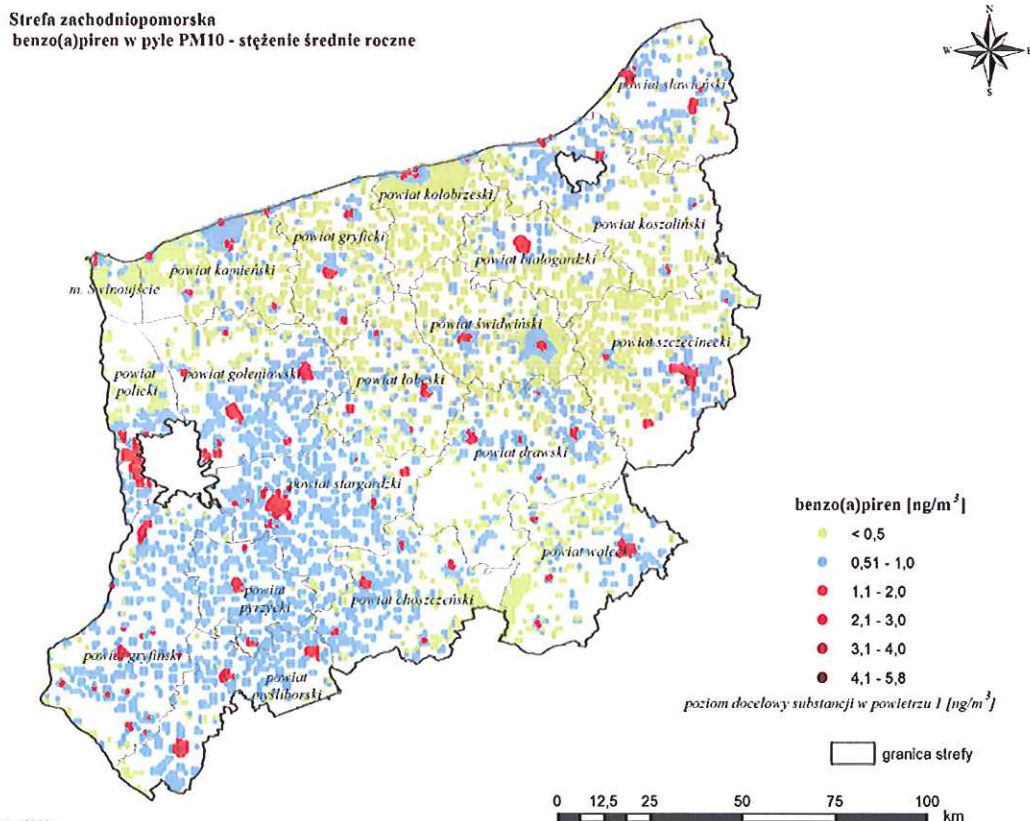 Strefa zachodniopomorska
benzo(a)piren w pyle PM10 - stężenie średnie roczne
N
W
E
S
powiat sławieński
powiat kołobrzeski
powiat koszaliński
powiat gryficki
powiat białogardzki
powiat kamieński
m. Świnoujście
powiat świdwiński
powiat szczecinecki
powiat
policki
powiat goleniowski
powiat łobeski
powiat drawski
powiat stargardzki
powiat wałecki
powiat choszczeński
powiat
pyrzycki
powiat gryfiński
powiat
myśliborski
benzo(a)piren [ng/m³]
< 0,5
0,51 - 1,0
1,1 - 2,0
2,1 - 3,0
3,1 - 4,0
4,1 - 5,8
poziom docelowy substancji w powietrzu 1 [ng/m³]
granica strefy
0 12,5 25 50 75 100
km